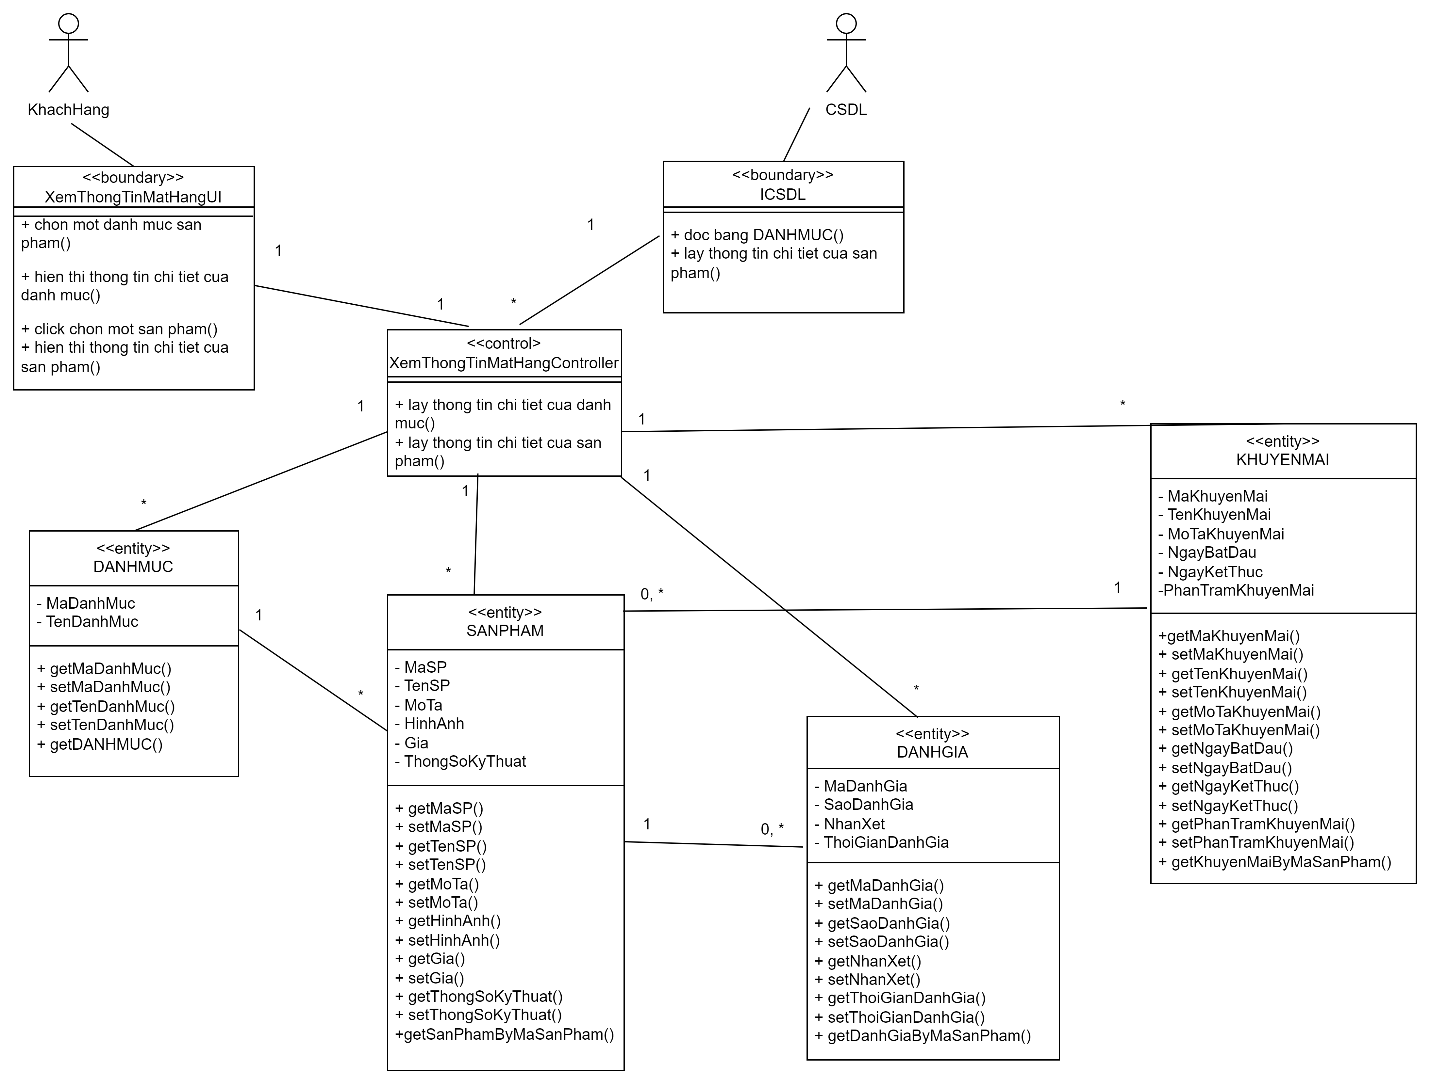 KhachHang
CSDL
<<boundary>>
XemThongTinMatHangUI
+ chon mot danh muc san
pham()
+ hien thi thong tin chi tiet cua
danh muc()
+ click chon mot san pham()
+ hien thi thong tin chi tiet cua
san pham()
<<boundary>>
ICSDL
+ doc bang DANHMUC()
+ lay thong tin chi tiet cua san
pham()
1
1
1
*
<<control>
XemThongTinMatHangController
+ lay thong tin chi tiet cua danh
muc()
+ lay thong tin chi tiet cua san
pham()
1
*
1
*
1
*
1
*
<<entity>>
DANHMUC
- MaDanhMuc
- TenDanhMuc
+ getMaDanhMuc()
+ setMaDanhMuc()
+ getTenDanhMuc()
+ setTenDanhMuc()
+ getDANHMUC()
1
*
<<entity>>
SANPHAM
- MaSP
- TenSP
- MoTa
- HinhAnh
- Gia
- ThongSoKyThuat
+ getMaSP()
+ setMaSP()
+ getTenSP()
+ setTenSP()
+ getMoTa()
+ setMoTa()
+ getHinhAnh()
+ setHinhAnh()
+ getGia()
+ setGia()
+ getThongSoKyThuat()
+ setThongSoKyThuat()
+getSanPhamByMaSanPham()
0, *
1
1
0, *
<<entity>>
DANHGIA
- MaDanhGia
- SaoDanhGia
- NhanXet
- ThoiGianDanhGia
+ getMaDanhGia()
+ setMaDanhGia()
+ getSaoDanhGia()
+ setSaoDanhGia()
+ getNhanXet()
+ setNhanXet()
+ getThoiGianDanhGia()
+ setThoiGianDanhGia()
+ getDanhGiaByMaSanPham()
<<entity>>
KHUYENMAI
- MaKhuyenMai
- TenKhuyenMai
- MoTaKhuyenMai
- NgayBatDau
- NgayKetThuc
-PhanTramKhuyenMai
+getMaKhuyenMai()
+ setMaKhuyenMai()
+ getTenKhuyenMai()
+ setTenKhuyenMai()
+ getMoTaKhuyenMai()
+ setMoTaKhuyenMai()
+ getNgayBatDau()
+ setNgayBatDau()
+ getNgayKetThuc()
+ setNgayKetThuc()
+ getPhanTramKhuyenMai()
+ setPhanTramKhuyenMai()
+ getKhuyenMaiByMaSanPham()